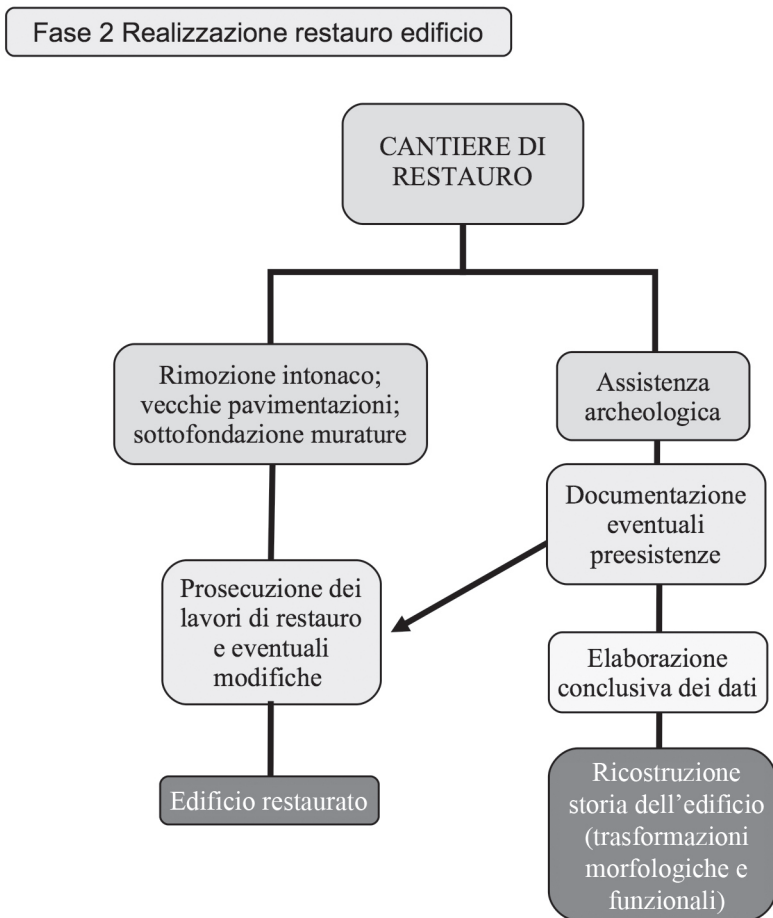 Fase 2 Realizzazione restauro edificio
CANTIERE DI
RESTAURO
Rimozione intonaco;
vecchie pavimentazioni;
sottofondazione murature
Assistenza
archeologica
Documentazione
eventuali
preesistenze
Prosecuzione dei
lavori di restauro
e eventuali
modifiche
Elaborazione
conclusiva dei dati
Edificio restaurato
Ricostruzione
storia dell’edificio
(trasformazioni
morfologiche e
funzionali)